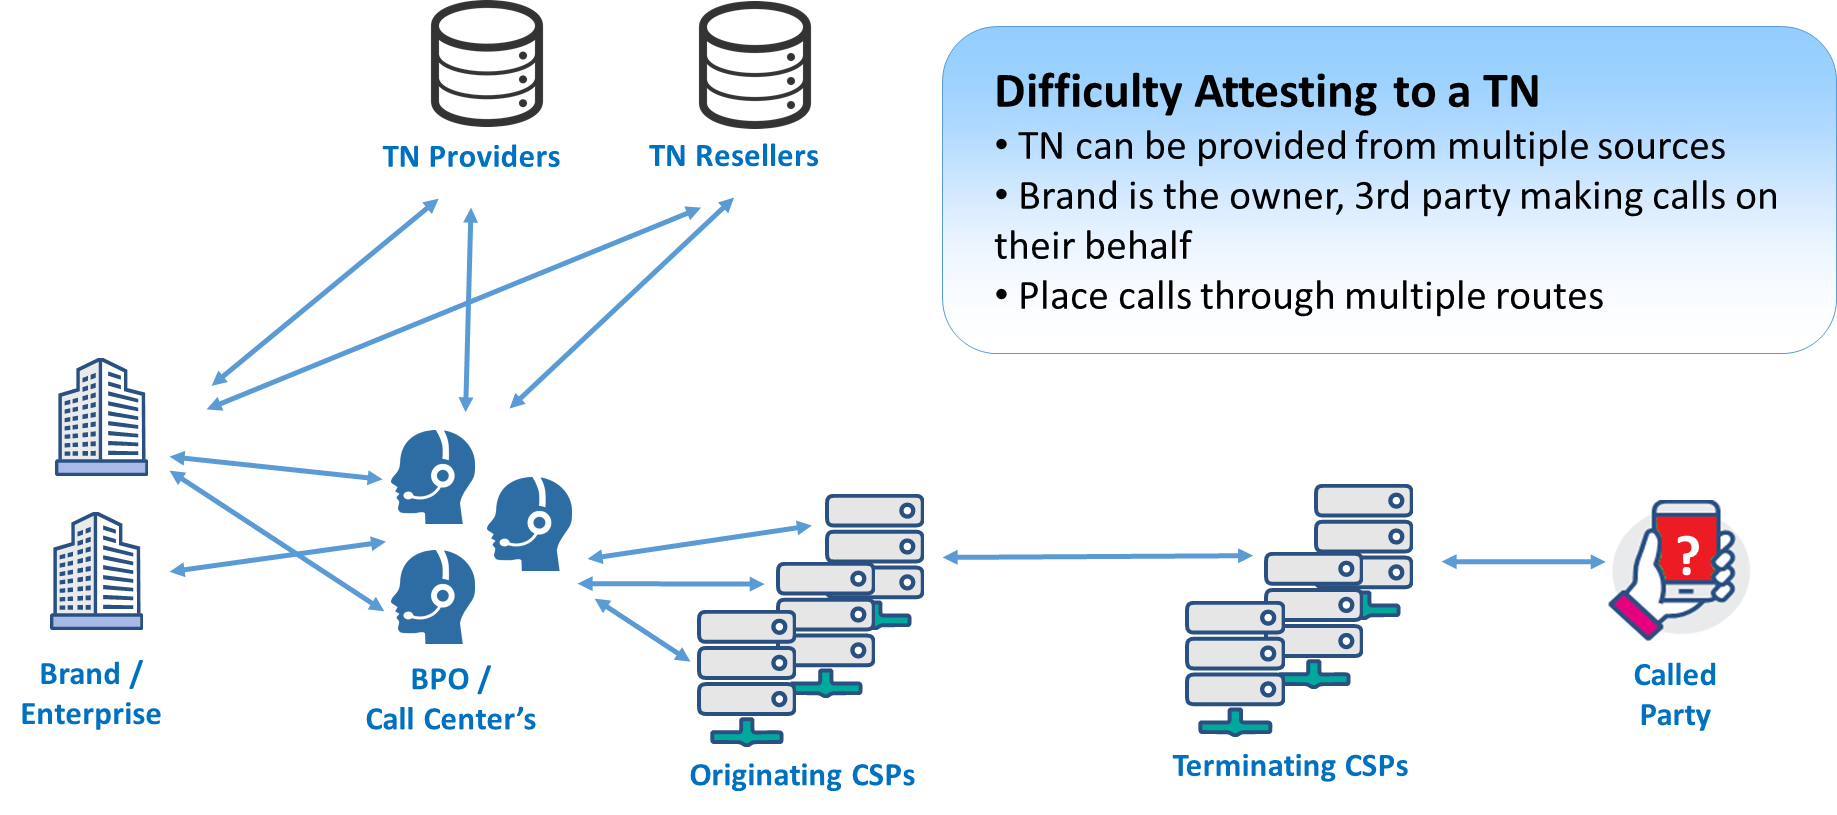 TN Providers
TN Resellers
Difficulty Attesting to a TN
• TN can be provided from multiple sources
• Brand is the owner, 3rd party making calls on
their behalf
• Place calls through multiple routes
?
Brand /
Enterprise
BPO /
Call Center's
Originating CSPs
Terminating CSPs
Called
Party